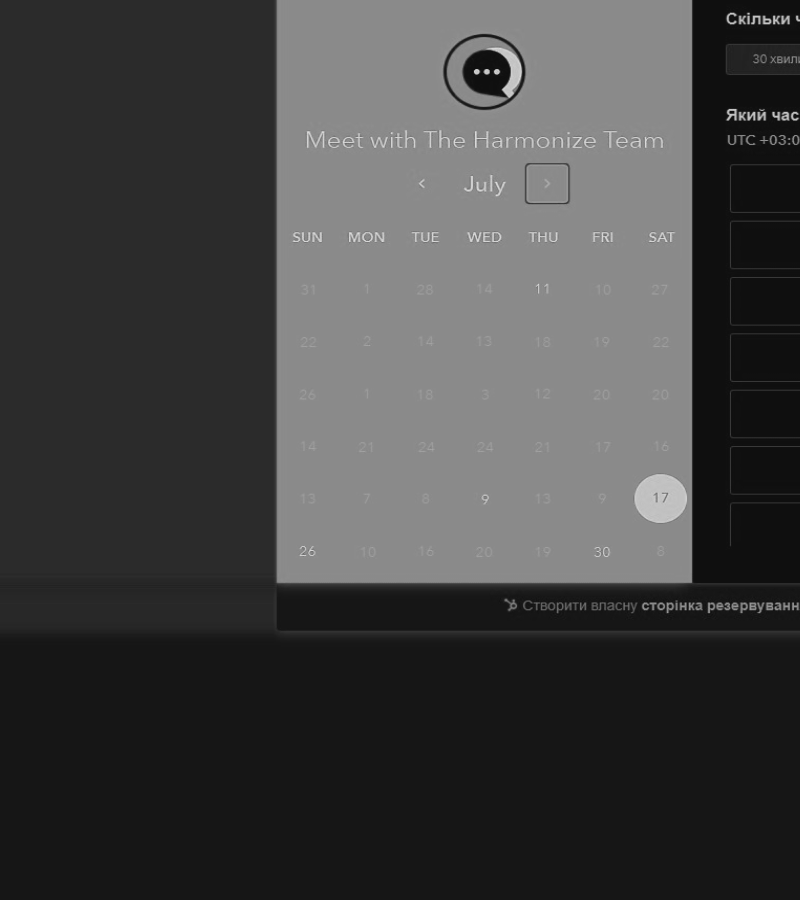 Скільки ч
30 хвили
Meet with The Harmonize Team
Який час
UTC +03:0
July
SUN MON TUE WED THU FRI SAT
31 1 28 14 11 10 27
22 2 14 13 18 19 22
26 1 18 3 12 20 20
14 21 24 24 21 17 16
13 7 8 9 13 9 17
26 10 16 20 19 30 8
Створити власну сторінка резервуванн